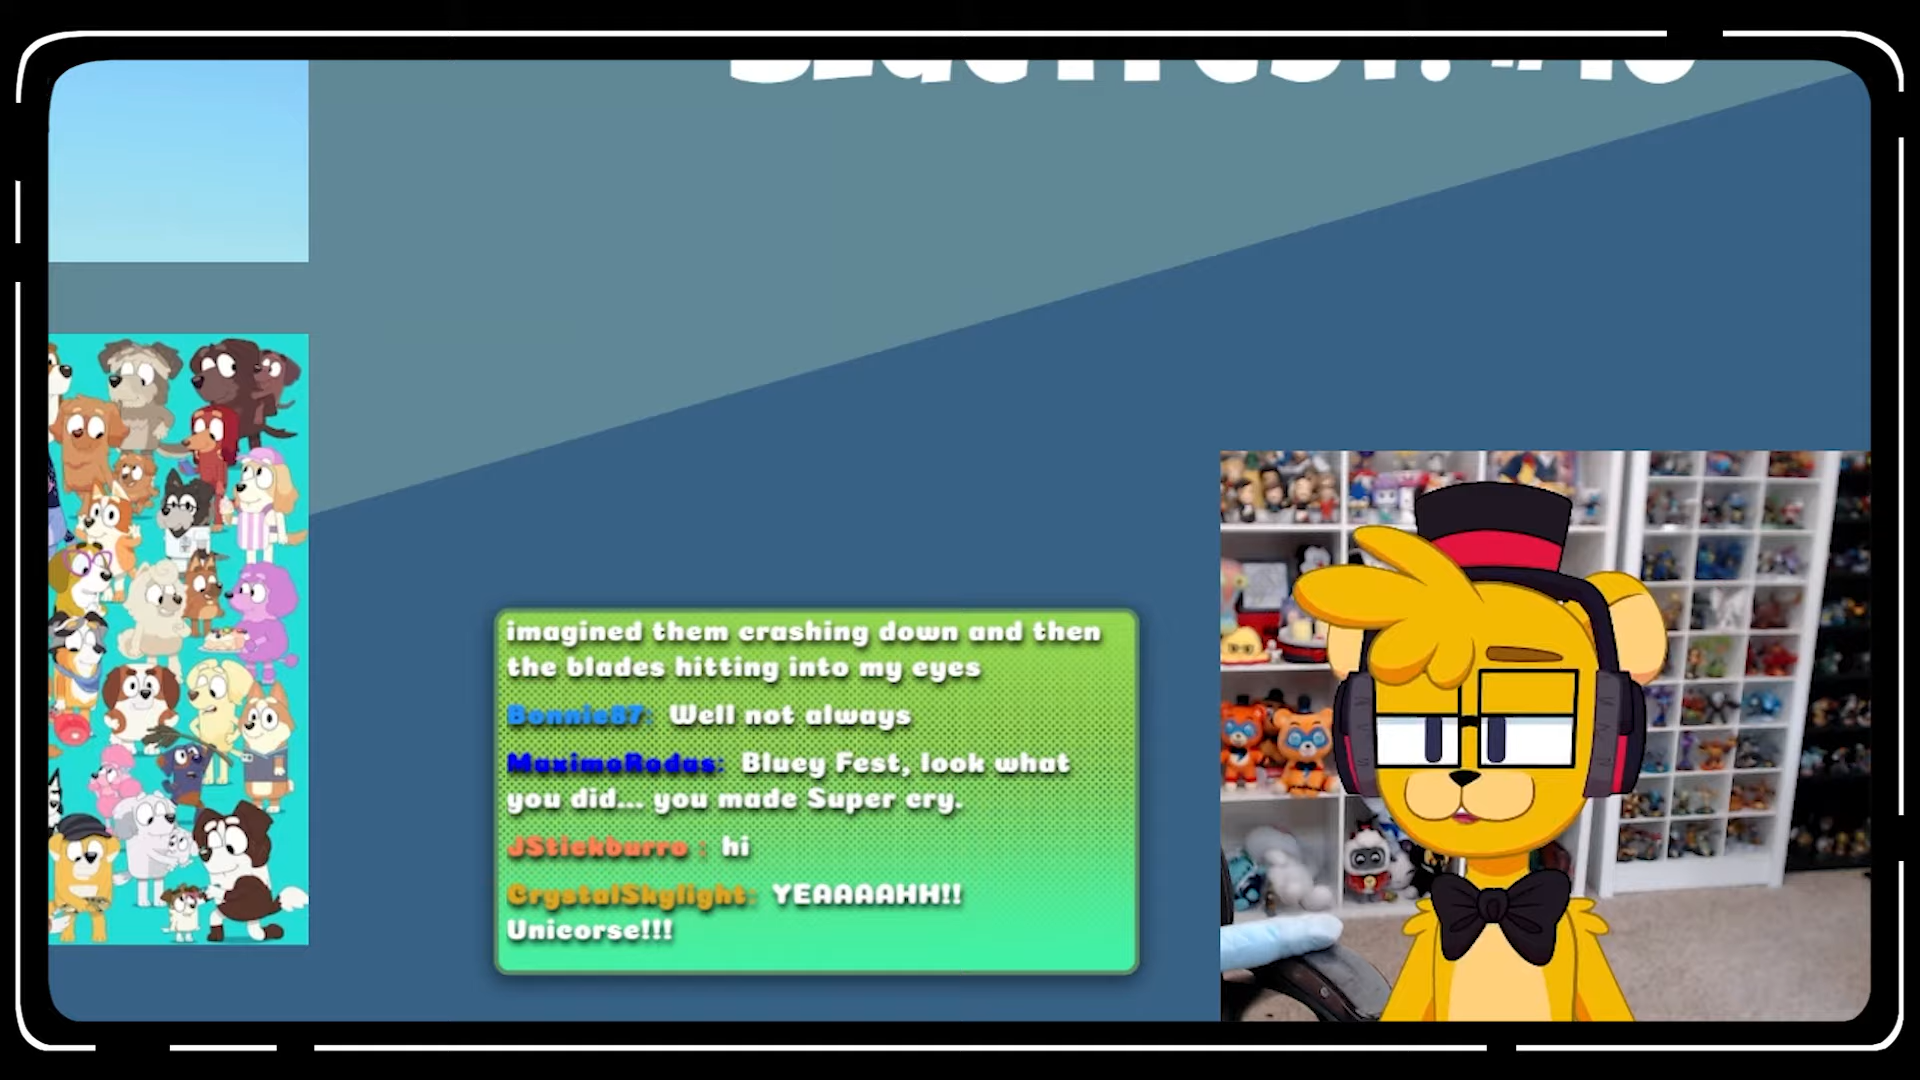 imagined them crashing down and then
the blades hitting into my eyes
Bonnie87: Well not always
MaximoRodas: Bluey Fest, look what
you did... you made Super cry.
JStickburro : hi
CrystalSkylight: YEAAAAHH!!
Unicorse!!!